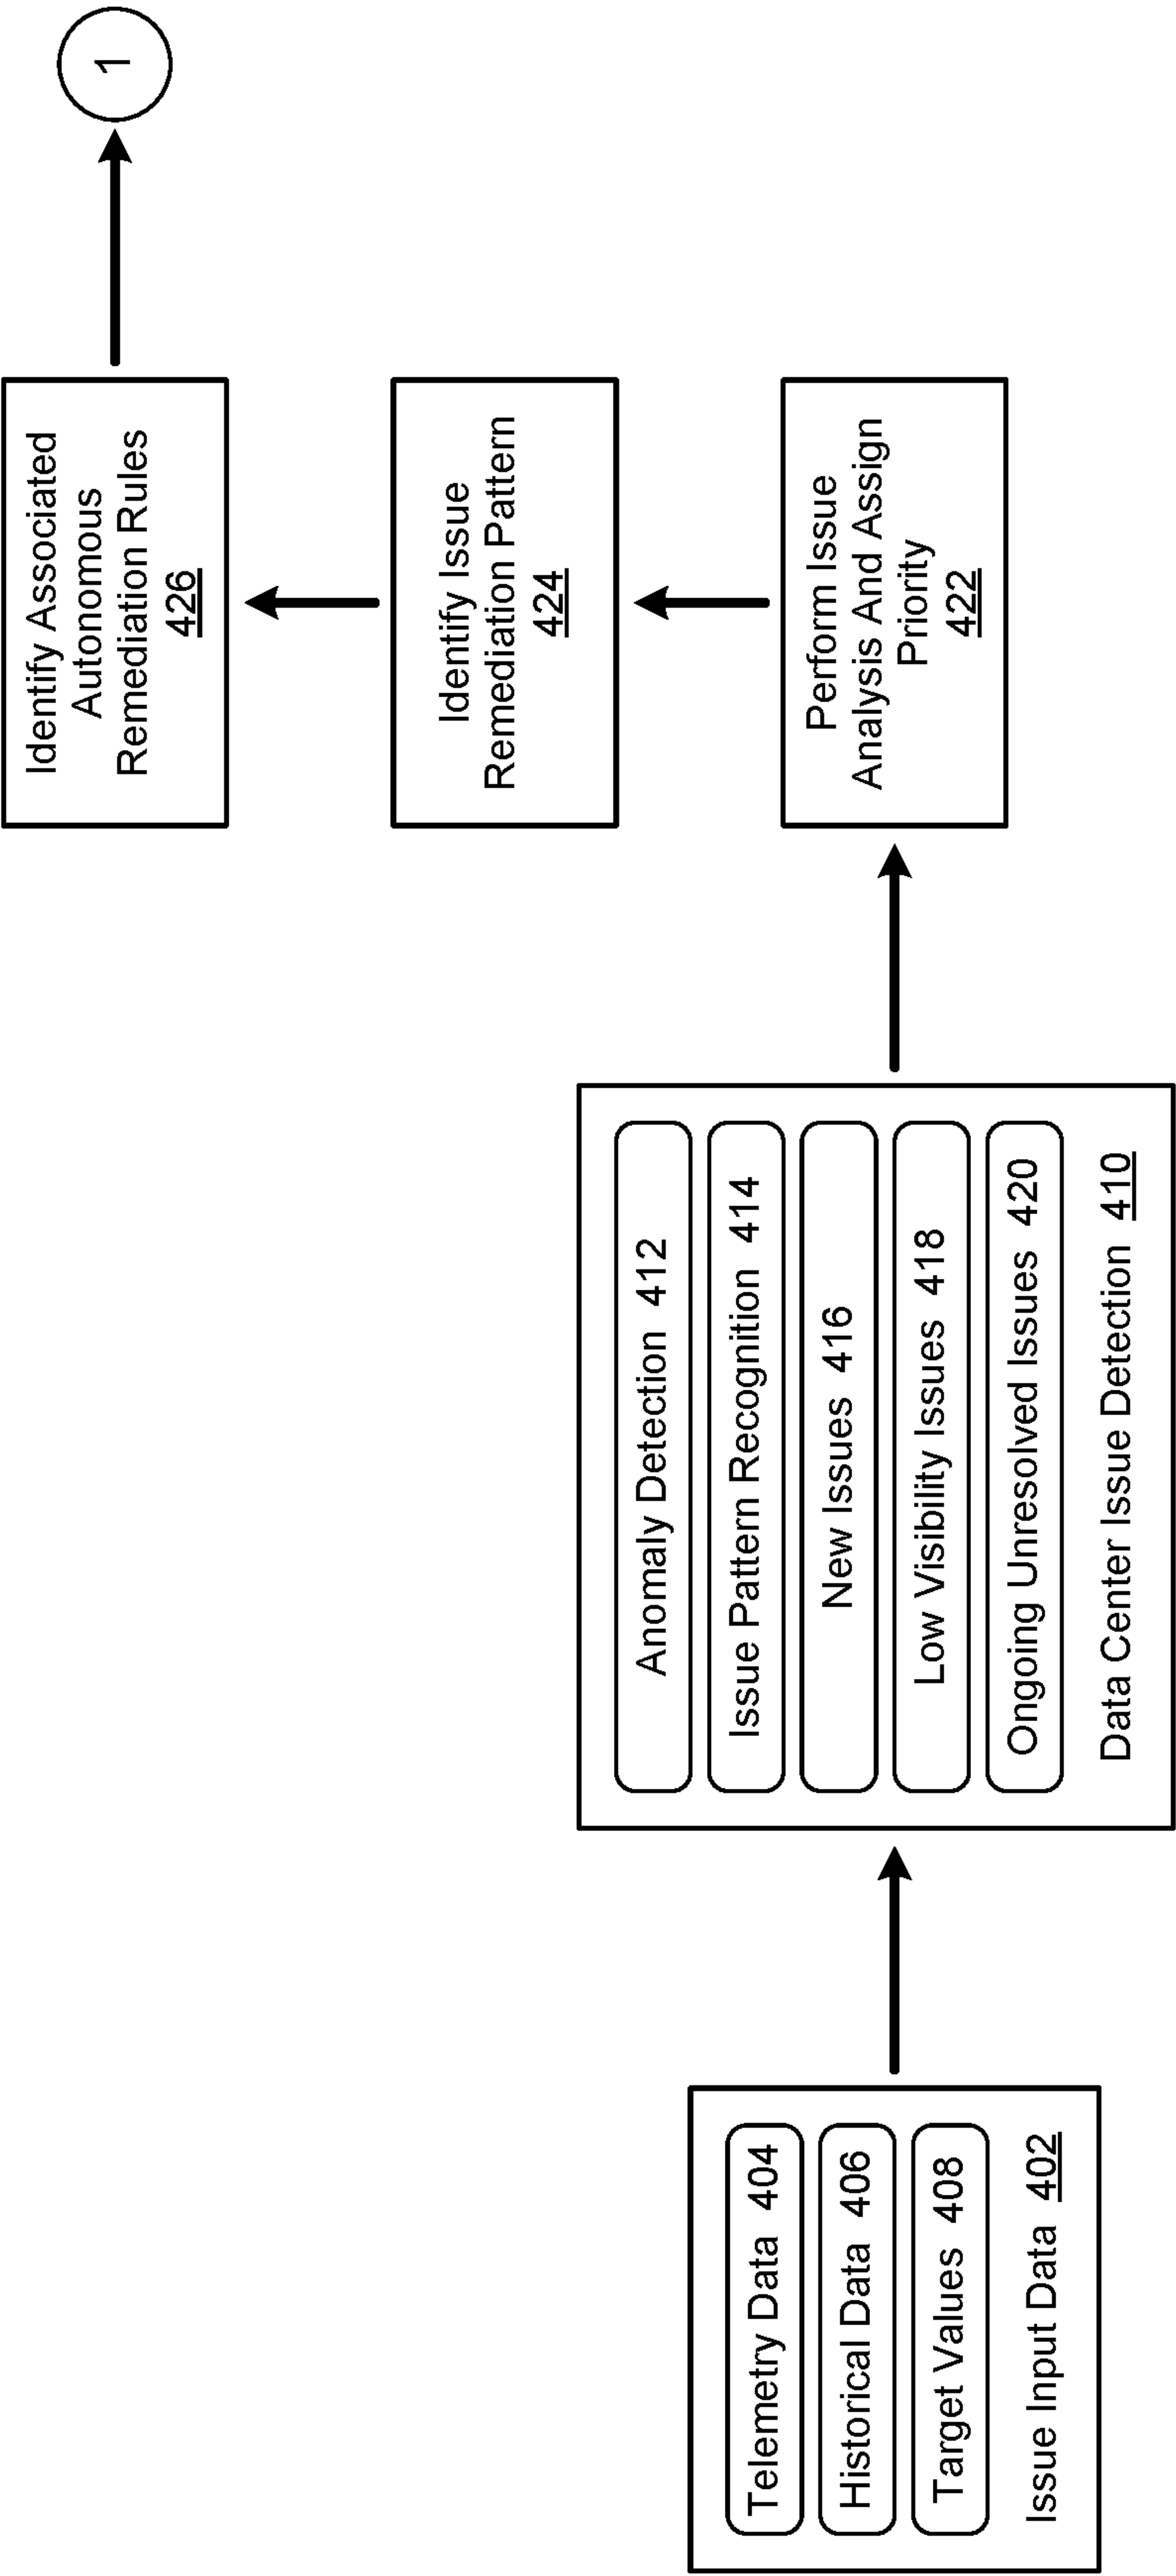 Telemetry Data 404
Historical Data 406
Target Values 408
Issue Input Data 402
Anomaly Detection 412
Issue Pattern Recognition 414
New Issues 416
Low Visibility Issues 418
Ongoing Unresolved Issues 420
Data Center Issue Detection 410
Perform Issue
Analysis And Assign
Priority
422
Identify Issue
Remediation Pattern
424
Identify Associated
Autonomous
Remediation Rules
426
1